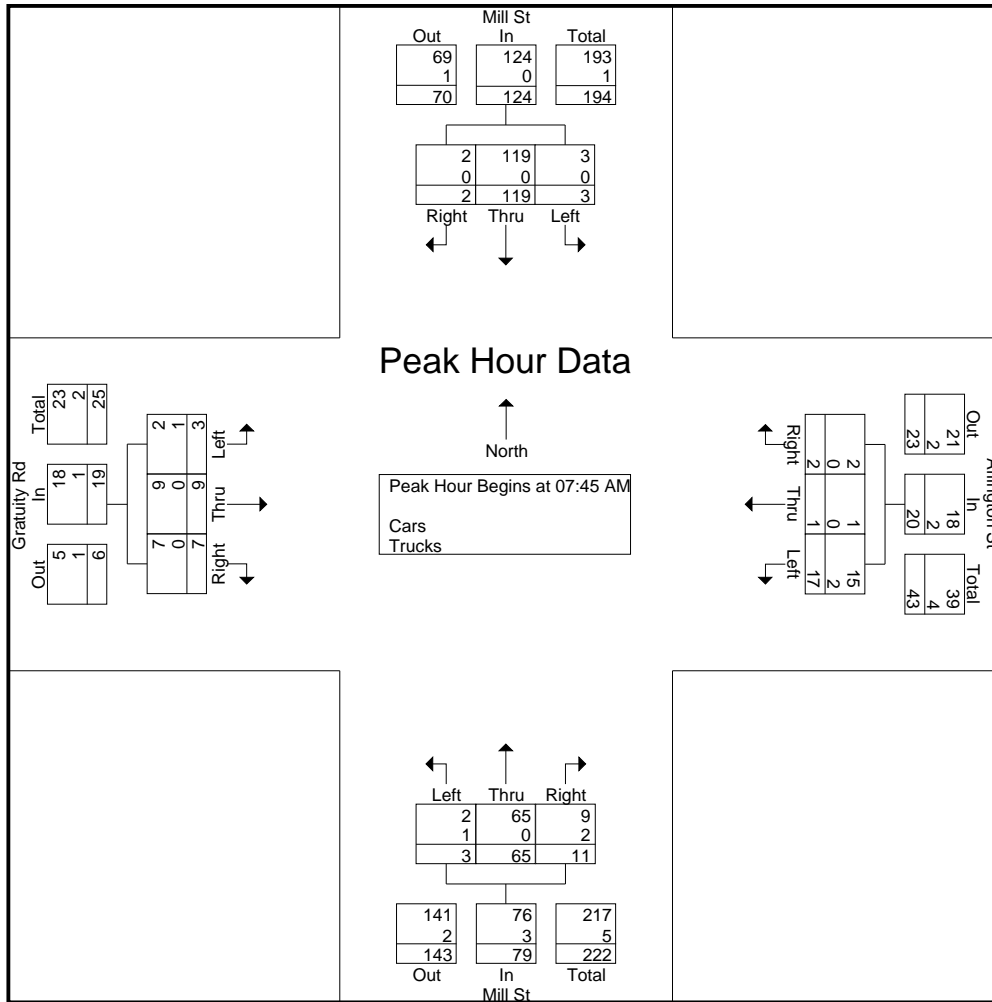 Mill St
Out In Total
69 124 193
1 0 1
70 124 194
2 119 3
0 0 0
2 119 3
Right Thru Left
Peak Hour Data
North
Peak Hour Begins at 07:45 AM
Cars
Trucks
Gratuity Rd
Out In Total
5 18 23
1 1 2
6 19 25
Right Thru Left
7 9 2
0 0 1
7 9 3
Out In Total
21 18 39
2 2 4
23 20 43
Right Thru Left
2 1 15
0 0 2
2 1 17
Left Thru Right
2 65 9
1 0 2
3 65 11
141 76 217
2 3 5
143 79 222
Out In Total
Mill St